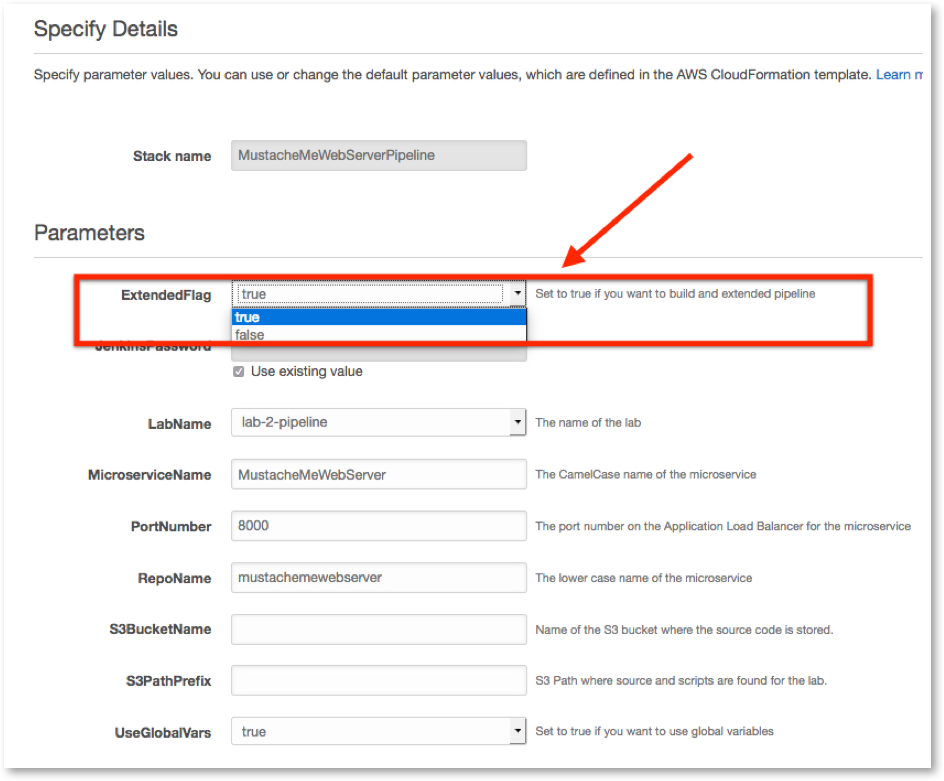 Specify Details
Specify parameter values. You can use or change the default parameter values, which are defined in the AWS CloudFormation template. Learn
Stack name MustacheMeWebServerPipeline
Parameters
ExtendedFlag true Set to true if you want to build and extended pipeline
true
false
JenkinsPassword
Use existing value
LabName lab-2-pipeline The name of the lab
MicroserviceName MustacheMeWebServer The CamelCase name of the microservice
PortNumber 8000 The port number on the Application Load Balancer for the microservice
RepoName mustachemewebserver The lower case name of the microservice
S3BucketName Name of the S3 bucket where the source code is stored.
S3PathPrefix S3 Path where source and scripts are found for the lab.
UseGlobalVars true Set to true if you want to use global variables